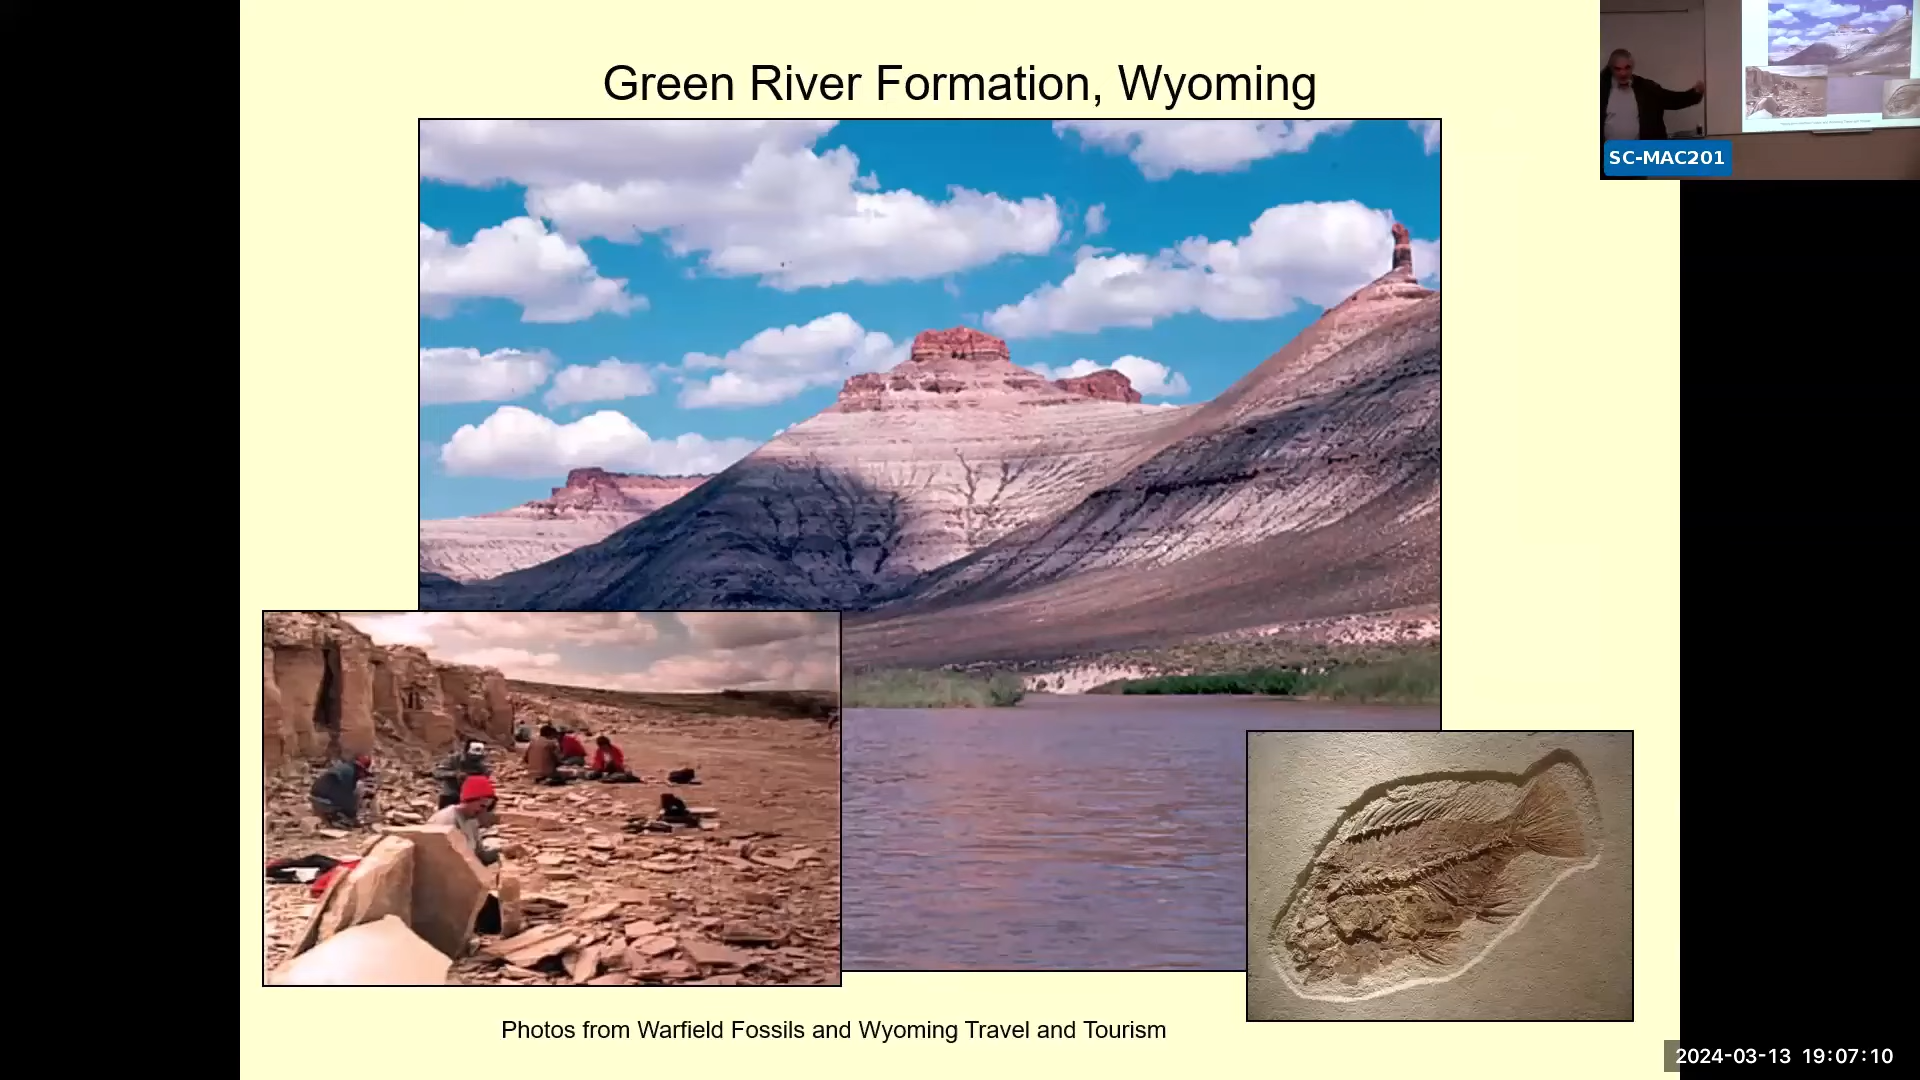 Green River Formation, Wyoming
SC-MAC201
Photos from Warfield Fossils and Wyoming Travel and Tourism
2024-03-13 19:07:10